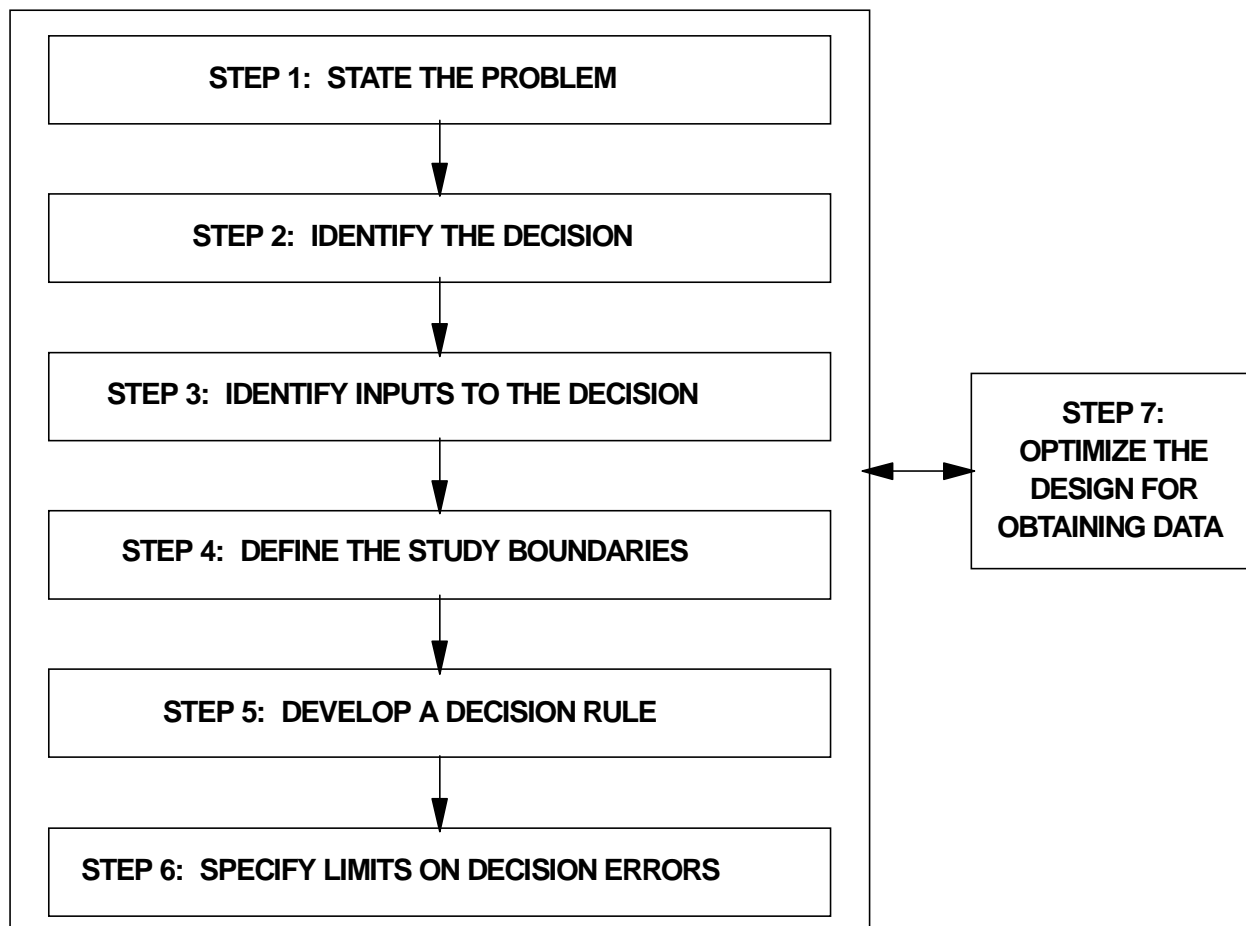 STEP 1: STATE THE PROBLEM
STEP 2: IDENTIFY THE DECISION
STEP 3: IDENTIFY INPUTS TO THE DECISION
STEP 4: DEFINE THE STUDY BOUNDARIES
STEP 5: DEVELOP A DECISION RULE
STEP 6: SPECIFY LIMITS ON DECISION ERRORS
STEP 7:
OPTIMIZE THE
DESIGN FOR
OBTAINING DATA